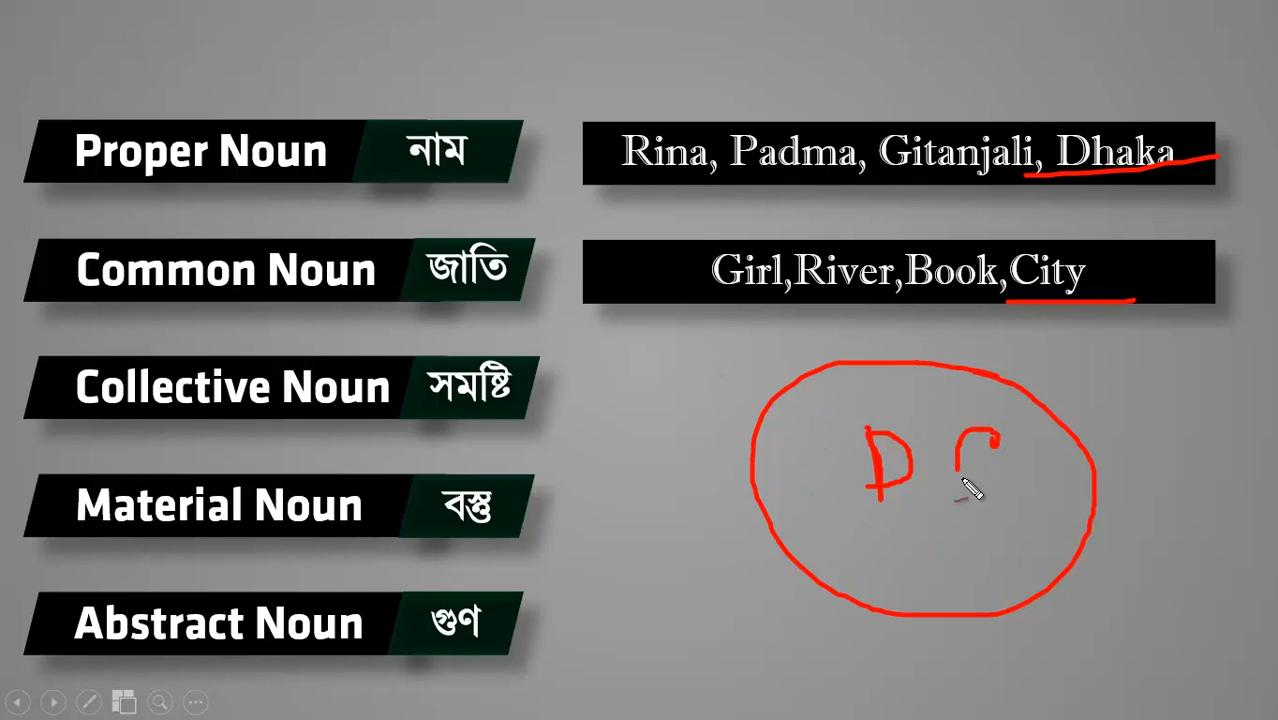 Proper Noun নাম Rina, Padma, Gitanjali, Dhaka
Common Noun জাতি Girl,River,Book,City
Collective Noun সমষ্টি
Material Noun বস্তু
Abstract Noun গুণ
D